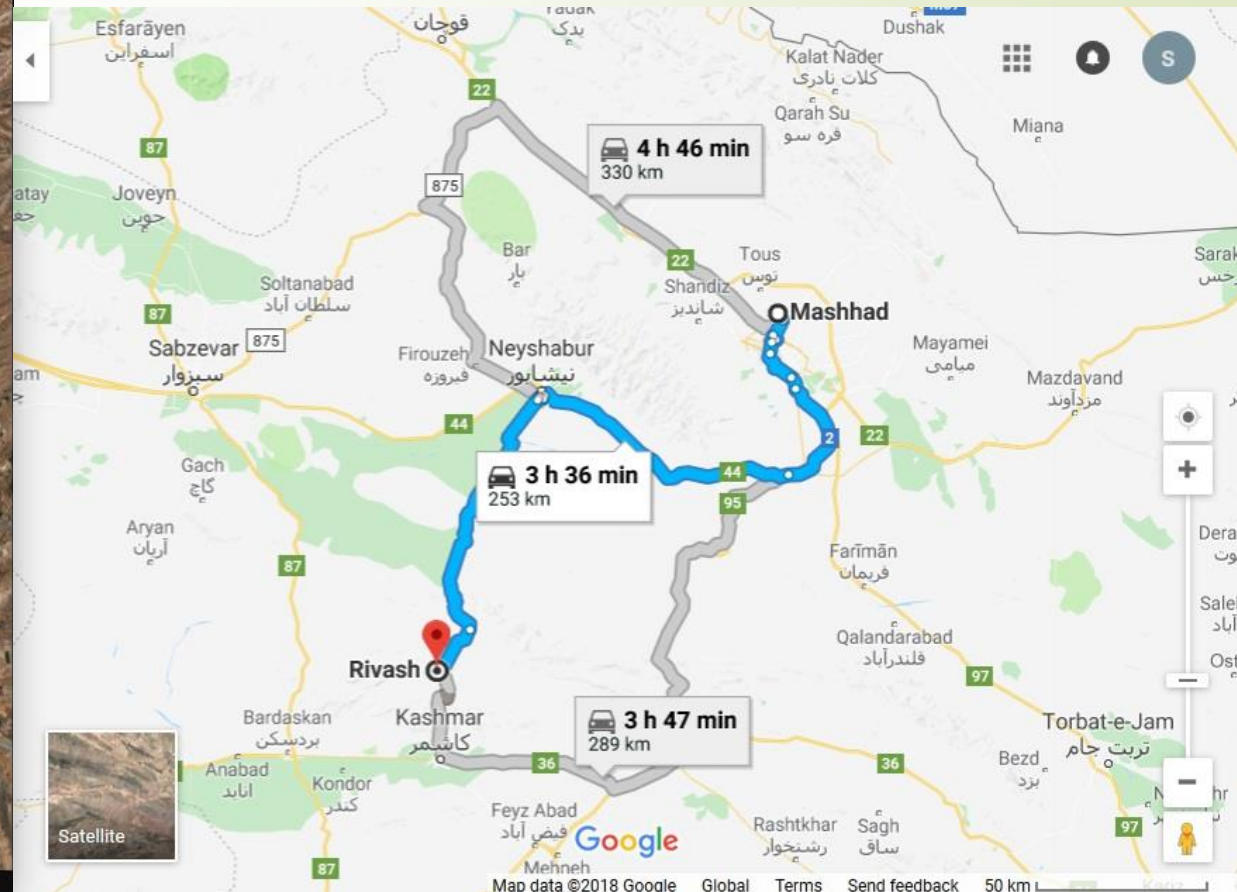 Esfarāyen
اسفراین
قوچان
یدک
Dushak
Kalat Nader
کلات نادری
S
22
Qarah Su
قره سو
Miana
87
4 h 46 min
330 km
Joveyn
جوین
875
Bar
بار
22
Tous
توس
Shandiz
شاندیز
Soltanabad
سلطان آباد
87
Mashhad
Sabzevar
سبزوار
875
Firouzeh
فیروزه
Neyshabur
نیشابور
Mayamei
میامی
Mazdavand
مزدآوند
44
2
22
Gach
گاچ
3 h 36 min
253 km
44
95
Aryan
آریان
87
Farīmān
فریمان
Qalandarabad
قلندرآباد
Rivash
97
Bardaskan
بردسکن
Kashmar
کاشمر
3 h 47 min
289 km
Torbat-e-Jam
تربت جام
Anabad
انابد
Kondor
کندر
36
36
Bezd
بزد
Satellite
Feyz Abad
فیض آباد
Google
Rashtkhar
رشتخوار
Sagh
ساق
97
87
Mehneh
Map data ©2018 Google Global Terms Send feedback 50 km